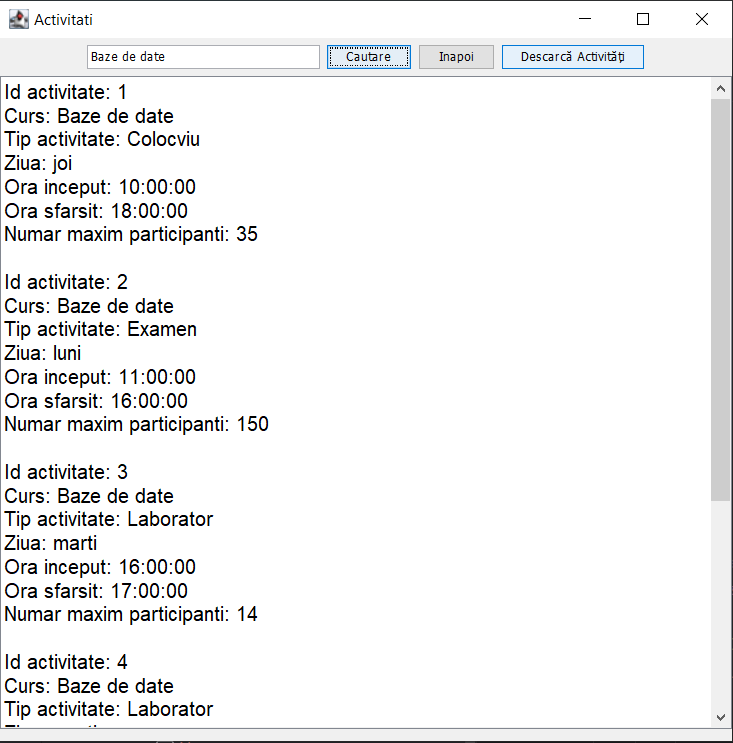 Activitati
Baze de date Cautare Inapoi Descarcă Activități
Id activitate: 1
Curs: Baze de date
Tip activitate: Colocviu
Ziua: joi
Ora inceput: 10:00:00
Ora sfarsit: 18:00:00
Numar maxim participanti: 35
Id activitate: 2
Curs: Baze de date
Tip activitate: Examen
Ziua: luni
Ora inceput: 11:00:00
Ora sfarsit: 16:00:00
Numar maxim participanti: 150
Id activitate: 3
Curs: Baze de date
Tip activitate: Laborator
Ziua: marti
Ora inceput: 16:00:00
Ora sfarsit: 17:00:00
Numar maxim participanti: 14
Id activitate: 4
Curs: Baze de date
Tip activitate: Laborator